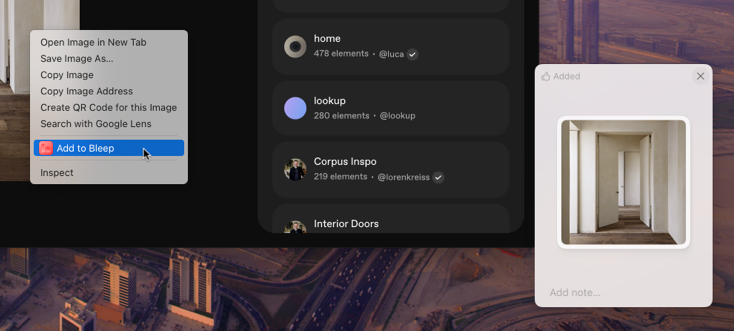 Open Image in New Tab
Save Image As...
Copy Image
Copy Image Address
Create QR Code for this Image
Search with Google Lens
Add to Bleep
Inspect
home
478 elements • @luca
lookup
280 elements • @lookup
Corpus Inspo
219 elements • @lorenkreiss
Interior Doors
Added
Add note...